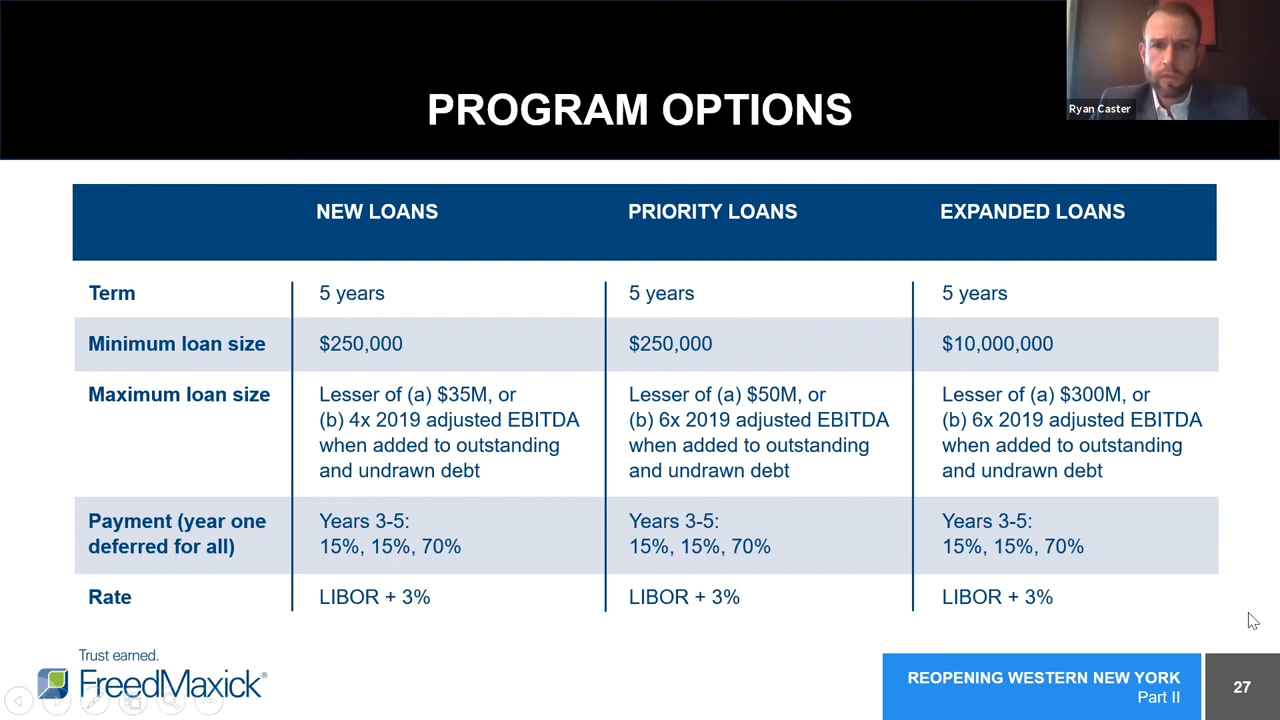 Ryan Caster
PROGRAM OPTIONS
NEW LOANS PRIORITY LOANS EXPANDED LOANS
Term 5 years 5 years 5 years
Minimum loan size $250,000 $250,000 $10,000,000
Maximum loan size Lesser of (a) $35M, or Lesser of (a) $50M, or Lesser of (a) $300M, or
(b) 4x 2019 adjusted EBITDA (b) 6x 2019 adjusted EBITDA (b) 6x 2019 adjusted EBITDA
when added to outstanding when added to outstanding when added to outstanding
and undrawn debt and undrawn debt and undrawn debt
Payment (year one Years 3-5: Years 3-5: Years 3-5:
deferred for all) 15%, 15%, 70% 15%, 15%, 70% 15%, 15%, 70%
Rate LIBOR + 3% LIBOR + 3% LIBOR + 3%
Trust earned.
FreedMaxick®
REOPENING WESTERN NEW YORK
Part II
27